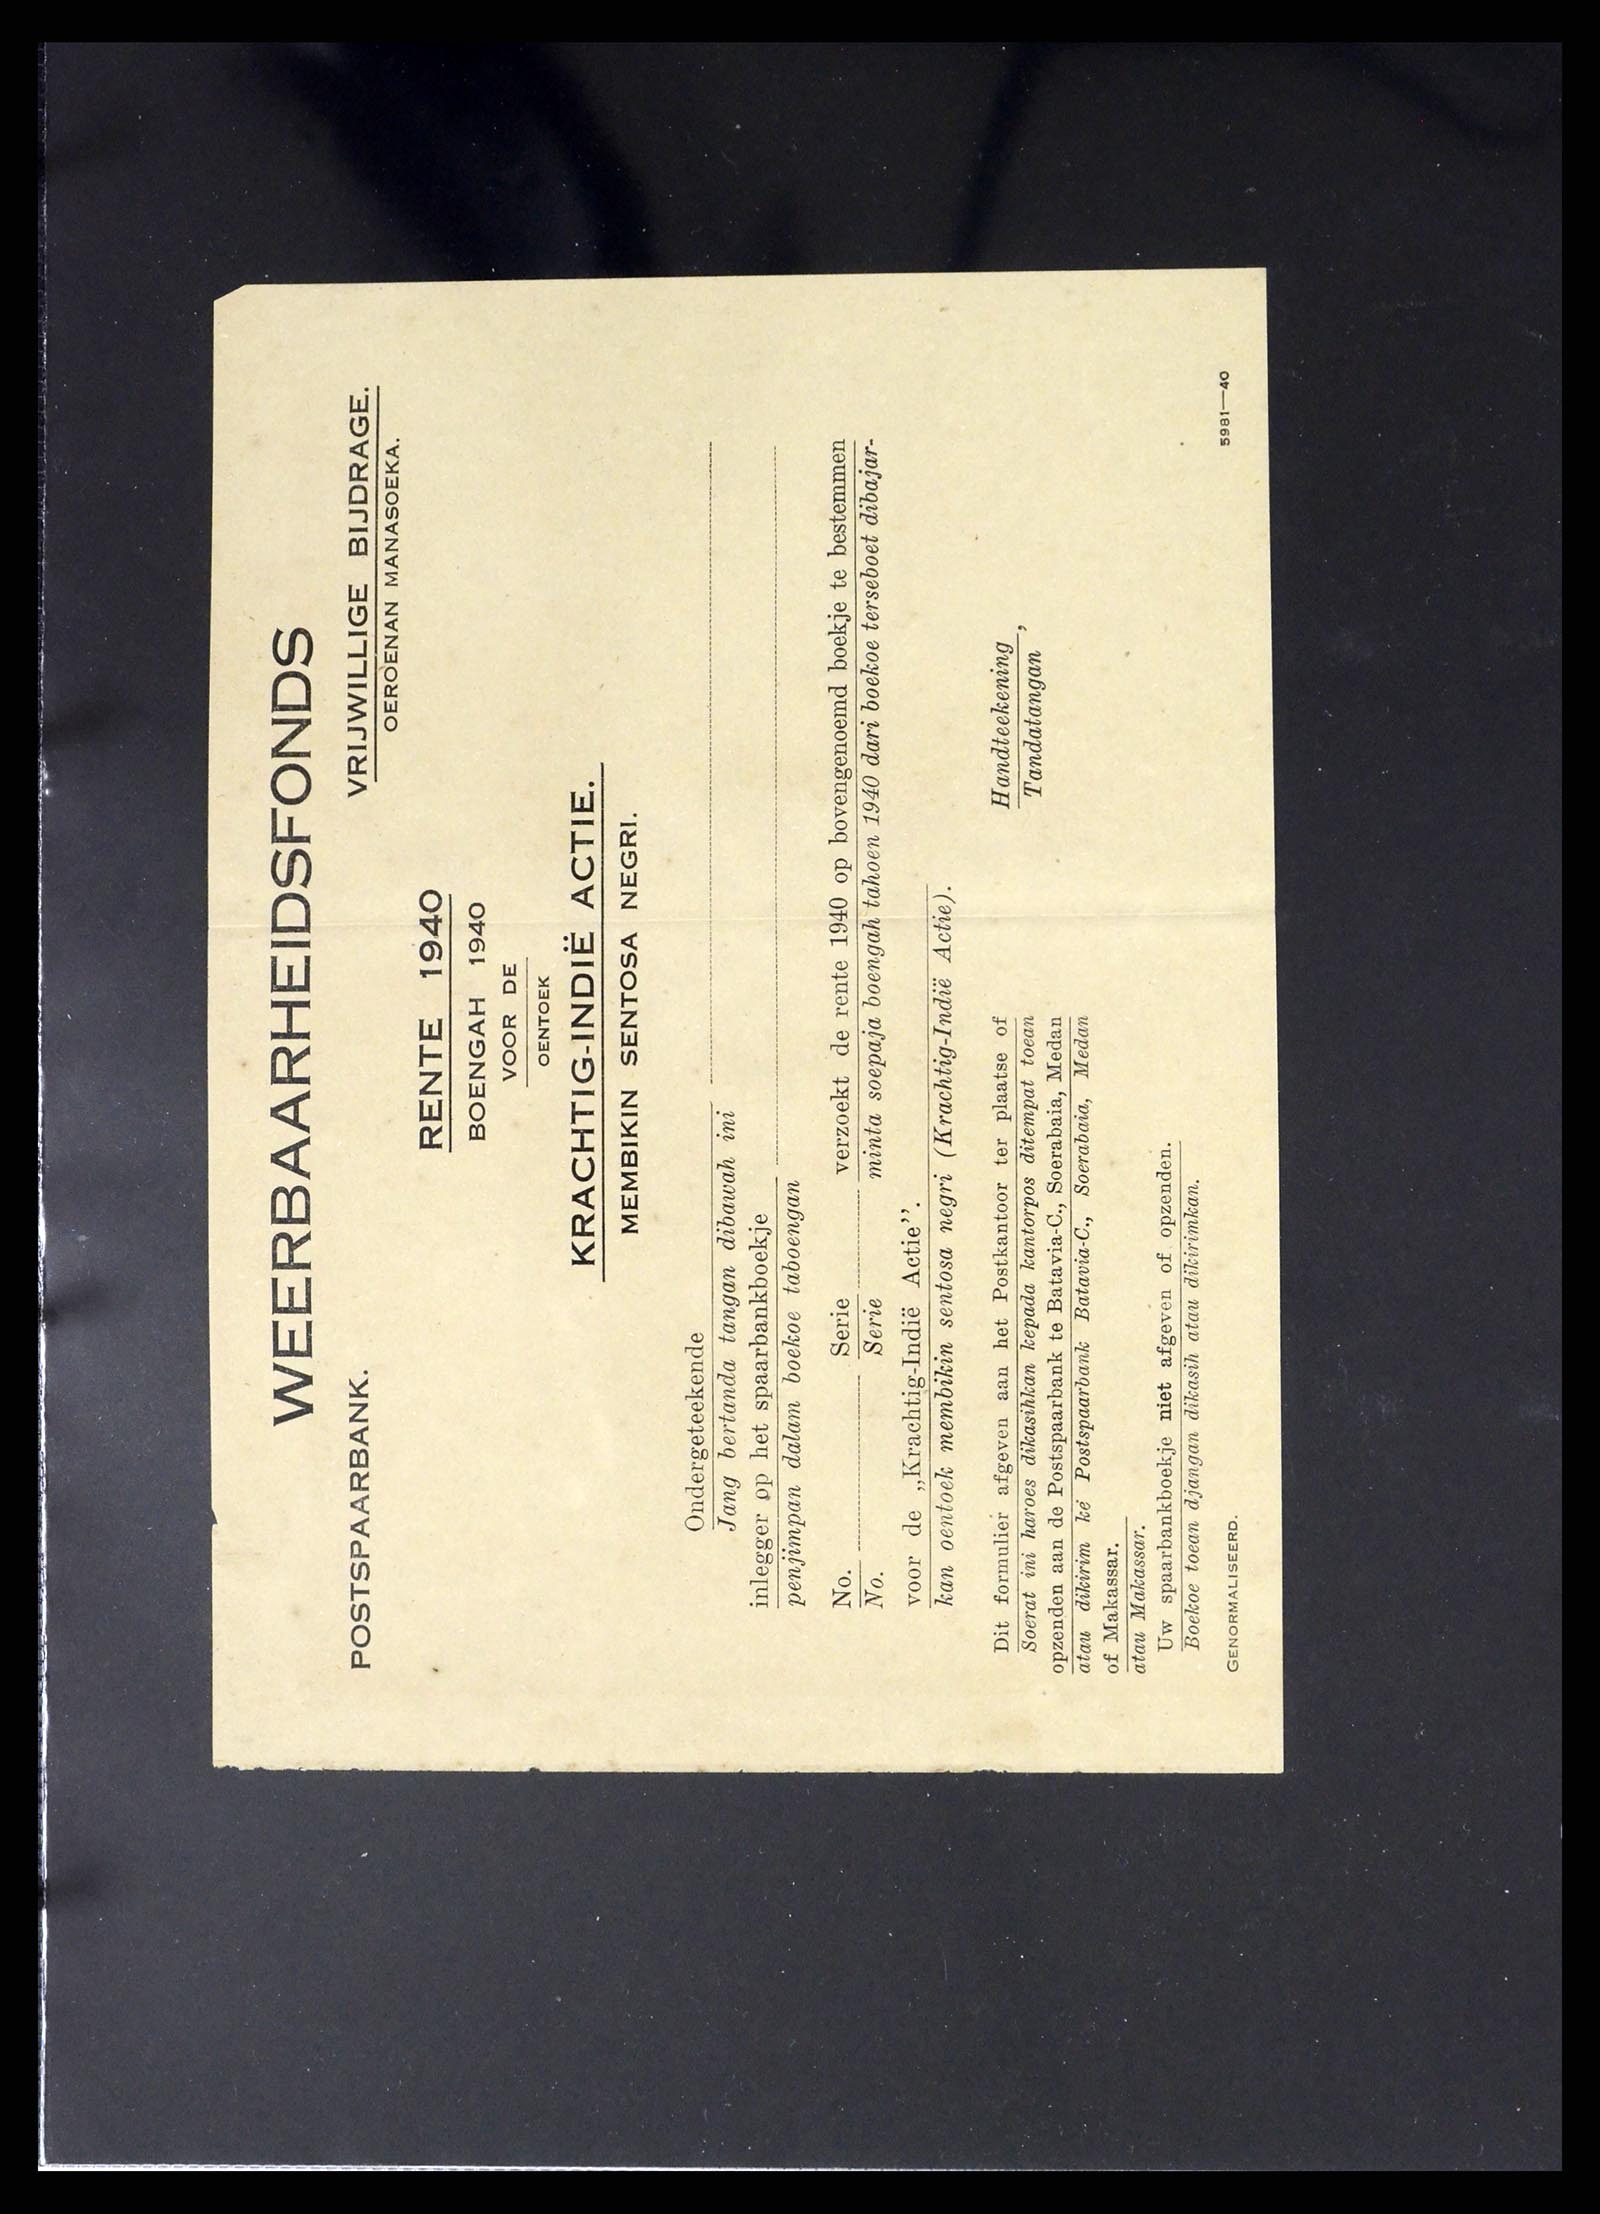 WEERBAARHEIDSFONDS
POSTSPAARBANK.
VRIJWILLIGE BIJDRAGE.
OEROENAN MANASOEKA.
RENTE 1940
BOENGAH 1940
VOOR DE
OENTOEK
KRACHTIG-INDIË ACTIE.
MEMBIKIN SENTOSA NEGRI.
Ondergeteekende
Jang bertanda tangan dibawah ini
inlegger op het spaarbankboekje
penjimpan dalam boekoe taboengan
No. Serie verzoekt de rente 1940 op bovengenoemd boekje te bestemmen
No. Serie minta soepaja boengah tahoen 1940 dari boekoe terseboet dibajar-
voor de „Krachtig-Indië Actie”.
kan oentoek membikin sentosa negri (Krachtig-Indië Actie).
Dit formulier afgeven aan het Postkantoor ter plaatse of
Soerat ini haroes dikasihkan kepada kantorpos ditempat toean
opzenden aan de Postspaarbank te Batavia-C., Soerabaia, Medan
atau dikirim ké Postspaarbank Batavia-C., Soerabaia, Medan
of Makassar.
atau Makassar.
Uw spaarbankboekje niet afgeven of opzenden.
Boekoe toean djangan dikasih atau dikirimkan.
Handteekening
Tandatangan,
GENORMALISEERD.
5981—40